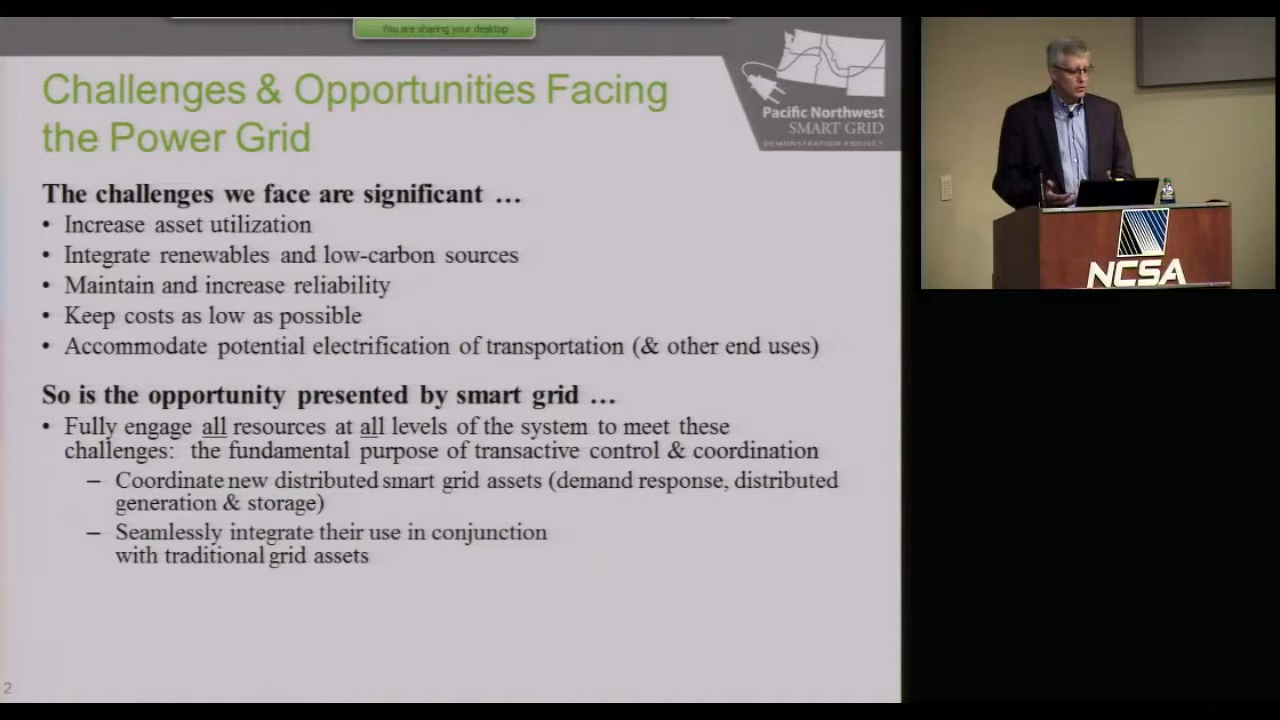 You are sharing your desktop
Challenges & Opportunities Facing
the Power Grid
Pacific Northwest
SMART GRID
DEMONSTRATION PROJECT
The challenges we face are significant …
• Increase asset utilization
• Integrate renewables and low-carbon sources
• Maintain and increase reliability
• Keep costs as low as possible
• Accommodate potential electrification of transportation (& other end uses)
So is the opportunity presented by smart grid …
• Fully engage all resources at all levels of the system to meet these
challenges: the fundamental purpose of transactive control & coordination
– Coordinate new distributed smart grid assets (demand response, distributed
generation & storage)
– Seamlessly integrate their use in conjunction
with traditional grid assets
2
NCSA